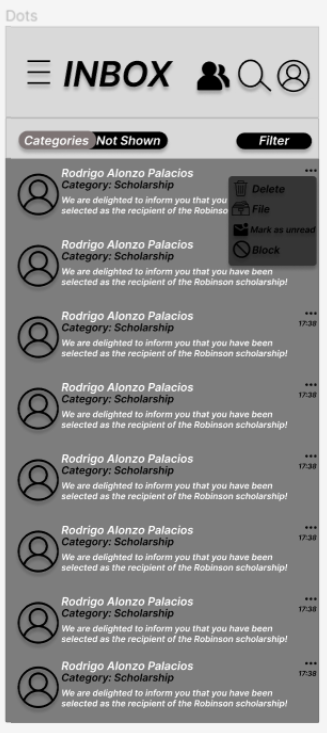 Dots
INBOX
Categories Not Shown
Filter
Rodrigo Alonzo Palacios
Category: Scholarship
We are delighted to inform you that you
selected as the recipient of the Robinso
Delete
File
Mark as unread
Block
Rodrigo Alonzo Palacios
Category: Scholarship
We are delighted to inform you that you have been
selected as the recipient of the Robinson scholarship!
Rodrigo Alonzo Palacios
Category: Scholarship
17:38
We are delighted to inform you that you have been
selected as the recipient of the Robinson scholarship!
Rodrigo Alonzo Palacios
Category: Scholarship
17:38
We are delighted to inform you that you have been
selected as the recipient of the Robinson scholarship!
Rodrigo Alonzo Palacios
Category: Scholarship
17:38
We are delighted to inform you that you have been
selected as the recipient of the Robinson scholarship!
Rodrigo Alonzo Palacios
Category: Scholarship
17:38
We are delighted to inform you that you have been
selected as the recipient of the Robinson scholarship!
Rodrigo Alonzo Palacios
Category: Scholarship
17:38
We are delighted to inform you that you have been
selected as the recipient of the Robinson scholarship!
Rodrigo Alonzo Palacios
Category: Scholarship
17:38
We are delighted to inform you that you have been
selected as the recipient of the Robinson scholarship!